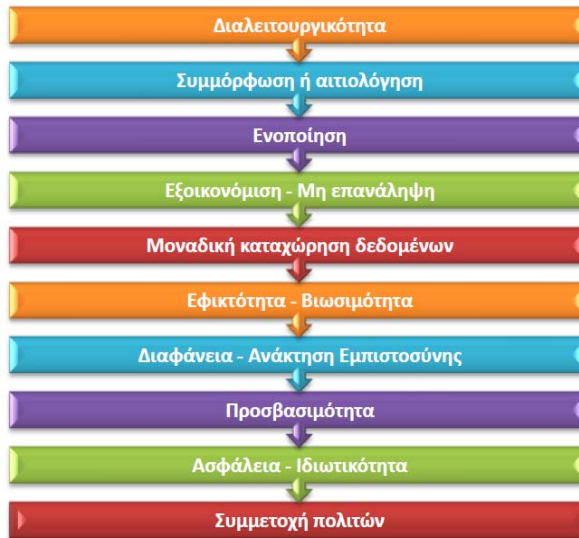 Διαλειτουργικότητα
Συμμόρφωση ή αιτιολόγηση
Ενοποίηση
Εξοικονόμιση - Μη επανάληψη
Μοναδική καταχώρηση δεδομένων
Εφικτότητα - Βιωσιμότητα
Διαφάνεια - Ανάκτηση Εμπιστοσύνης
Προσβασιμότητα
Ασφάλεια - Ιδιωτικότητα
Συμμετοχή πολιτών